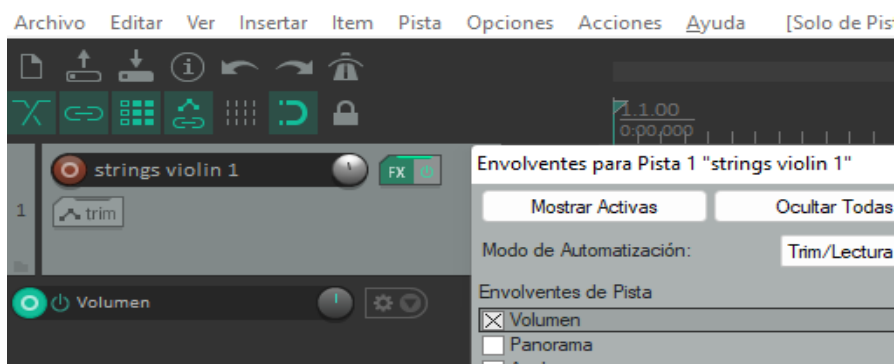 Archivo Editar Ver Insertar Item Pista Opciones Acciones Ayuda [Solo de Pis
1.1.00
0:00.000
strings violin 1
FX
1
trim
Volumen
Envolventes para Pista 1 "strings violin 1"
Mostrar Activas Ocultar Todas
Modo de Automatización: Trim/Lectura
Envolventes de Pista
Volumen
Panorama